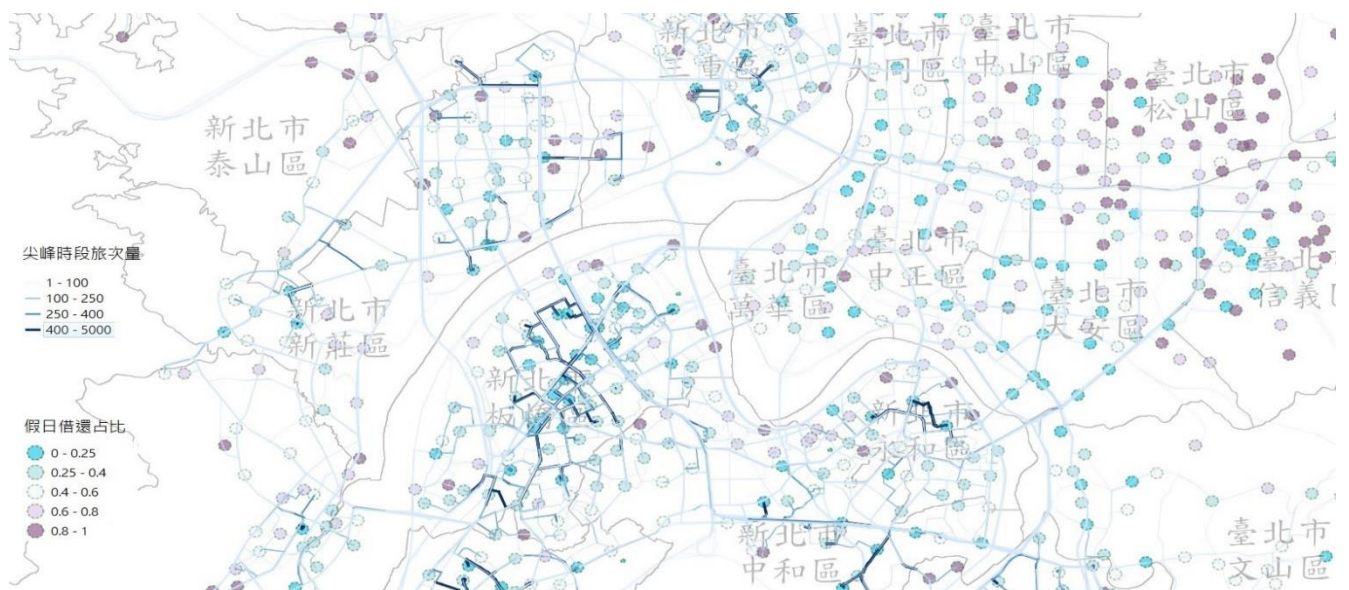 新北市
三重區
臺北市
大同區
臺北市
中山區
臺北市
松山區
新北市
泰山區
尖峰時段旅次量
1 - 100
100 - 250
250 - 400
400 - 5000
新北市
新莊區
臺北市
萬華區
臺北市
中正區
臺北市
大安區
臺北市
信義區
新北
板橋區
新北市
永和區
假日借還占比
0 - 0.25
0.25 - 0.4
0.4 - 0.6
0.6 - 0.8
0.8 - 1
新北市
中和區
臺北市
文山區